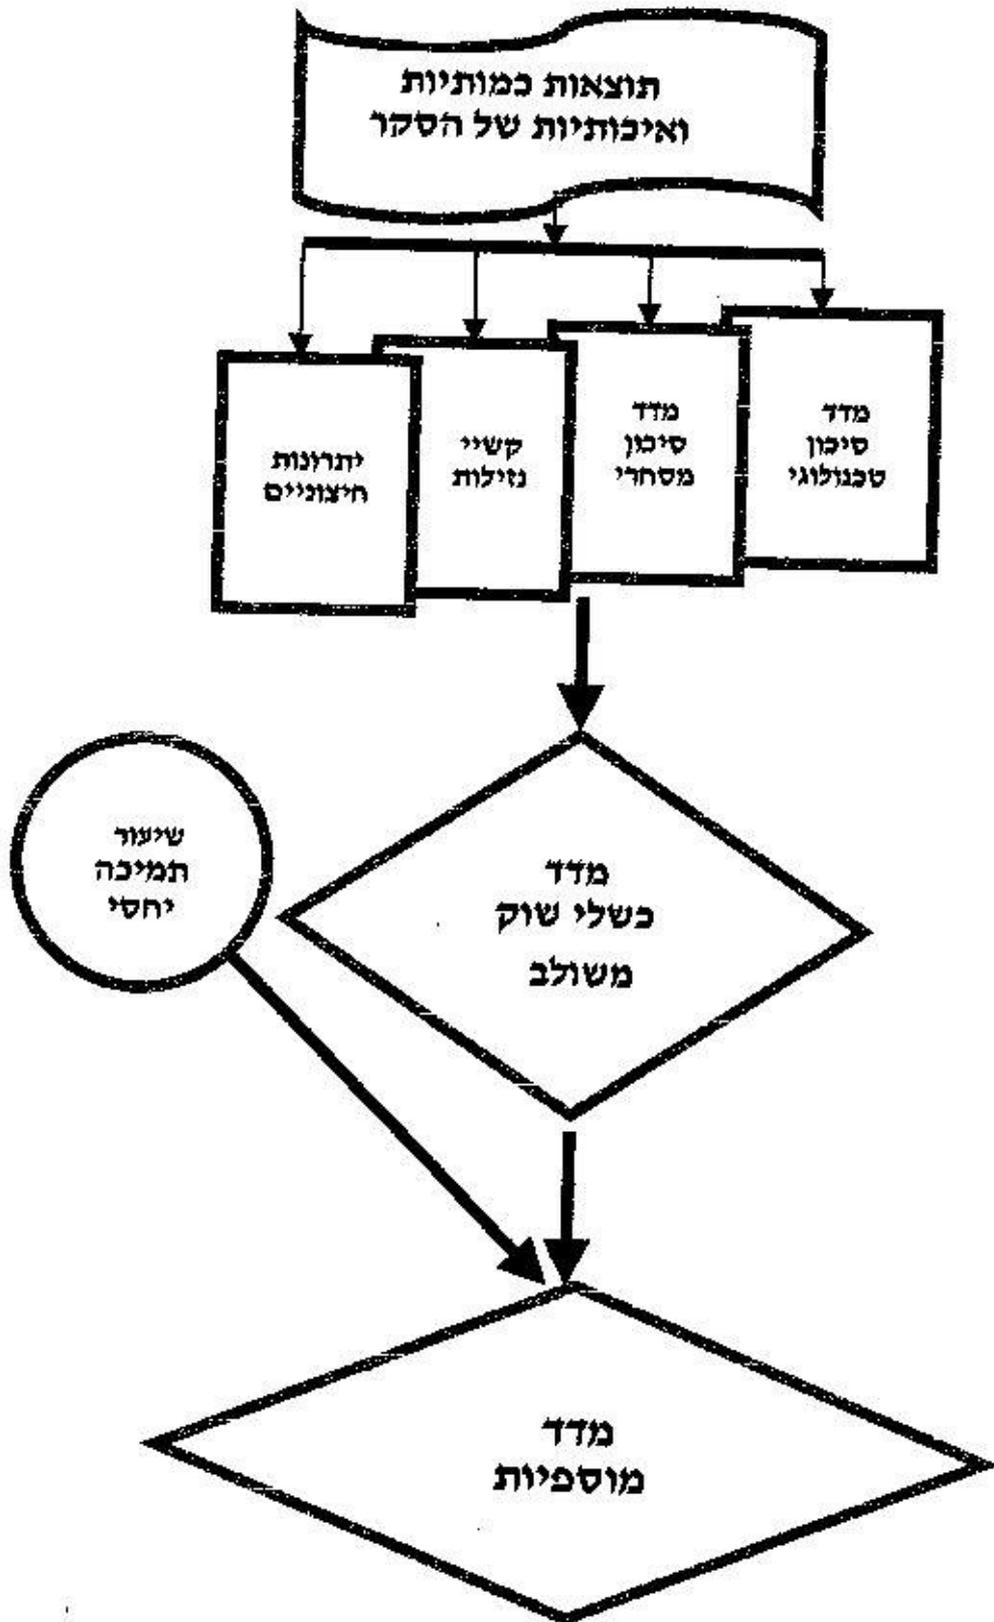 תוצאות כמותיות
ואיכותיות של הסקר
מדד
סיכון
טכנולוגי
מדד
סיכון
מסחרי
קשיי
נזילות
יתרונות
חיצוניים
מדד
כשלי שוק
משולב
שיעור
תמיכה
יחסי
מדד
מוספיות